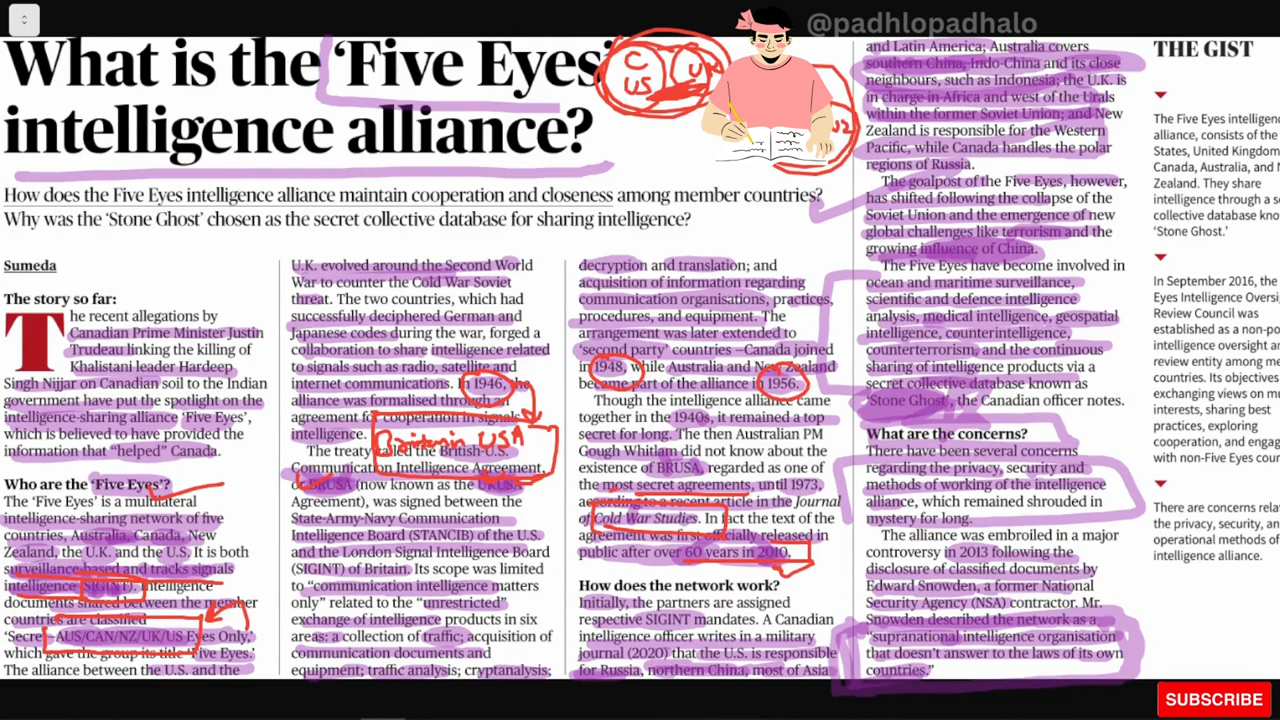 @padhlopadhalo
What is the ‘Five Eyes’
intelligence alliance?
C
US
UK
NZ
How does the Five Eyes intelligence alliance maintain cooperation and closeness among member countries?
Why was the ‘Stone Ghost’ chosen as the secret collective database for sharing intelligence?
Sumeda
The story so far:
The recent allegations by
Canadian Prime Minister Justin
Trudeau linking the killing of
Khalistani leader Hardeep
Singh Nijjar on Canadian soil to the Indian
government have put the spotlight on the
intelligence-sharing alliance ‘Five Eyes’,
which is believed to have provided the
information that “helped” Canada.
Who are the ‘Five Eyes’?
The ‘Five Eyes’ is a multilateral
intelligence-sharing network of five
countries, Australia, Canada, New
Zealand, the U.K. and the U.S. It is both
surveillance-based and tracks signals
intelligence (SIGINT). Intelligence
documents shared between the member
countries are classified
‘Secret—AUS/CAN/NZ/UK/US Eyes Only,’
which gave the group its title ‘Five Eyes.’
The alliance between the U.S. and the
U.K. evolved around the Second World
War to counter the Cold War Soviet
threat. The two countries, which had
successfully deciphered German and
Japanese codes during the war, forged a
collaboration to share intelligence related
to signals such as radio, satellite and
internet communications. In 1946, the
alliance was formalised through an
agreement for cooperation in signals
intelligence.
USA
The treaty called the British-U.S.
Communication Intelligence Agreement,
or BRUSA (now known as the UKUSA
Agreement), was signed between the
State-Army-Navy Communication
Intelligence Board (STANCIB) of the U.S.
and the London Signal Intelligence Board
(SIGINT) of Britain. Its scope was limited
to “communication intelligence matters
only” related to the “unrestricted”
exchange of intelligence products in six
areas: a collection of traffic; acquisition of
communication documents and
equipment; traffic analysis; cryptanalysis;
decryption and translation; and
acquisition of information regarding
communication organisations, practices,
procedures, and equipment. The
arrangement was later extended to
‘second party’ countries —Canada joined
in 1948, while Australia and New Zealand
became part of the alliance in 1956.
Though the intelligence alliance came
together in the 1940s, it remained a top
secret for long. The then Australian PM
Gough Whitlam did not know about the
existence of BRUSA, regarded as one of
the most secret agreements, until 1973,
according to a recent article in the Journal
of Cold War Studies. In fact the text of the
agreement was first officially released in
public after over 60 years in 2010.
How does the network work?
Initially, the partners are assigned
respective SIGINT mandates. A Canadian
intelligence officer writes in a military
journal (2020) that the U.S. is responsible
for Russia, northern China, most of Asia
and Latin America; Australia covers
southern China, Indo-China and its close
neighbours, such as Indonesia; the U.K. is
in charge in Africa and west of the Urals
within the former Soviet Union; and New
Zealand is responsible for the Western
Pacific, while Canada handles the polar
regions of Russia.
The goalpost of the Five Eyes, however,
has shifted following the collapse of the
Soviet Union and the emergence of new
global challenges like terrorism and the
growing influence of China.
The Five Eyes have become involved in
ocean and maritime surveillance,
scientific and defence intelligence
analysis, medical intelligence, geospatial
intelligence, counterintelligence,
counterterrorism, and the continuous
sharing of intelligence products via a
secret collective database known as
‘Stone Ghost’, the Canadian officer notes.
What are the concerns?
There have been several concerns
regarding the privacy, security and
methods of working of the intelligence
alliance, which remained shrouded in
mystery for long.
The alliance was embroiled in a major
controversy in 2013 following the
disclosure of classified documents by
Edward Snowden, a former National
Security Agency (NSA) contractor. Mr.
Snowden described the network as a
“supranational intelligence organisation
that doesn’t answer to the laws of its own
countries.”
THE GIST
The Five Eyes intelligenc
alliance, consists of the
States, United Kingdom
Canada, Australia, and N
Zealand. They share
intelligence through a se
collective database kno
‘Stone Ghost.’
In September 2016, the
Eyes Intelligence Oversi
Review Council was
established as a non-po
intelligence oversight an
review entity among me
countries. Its objectives
exchanging views on mu
interests, sharing best
practices, exploring
cooperation, and engag
with non-Five Eyes coun
There are concerns rela
the privacy, security, an
operational methods of
intelligence alliance.
SUBSCRIBE